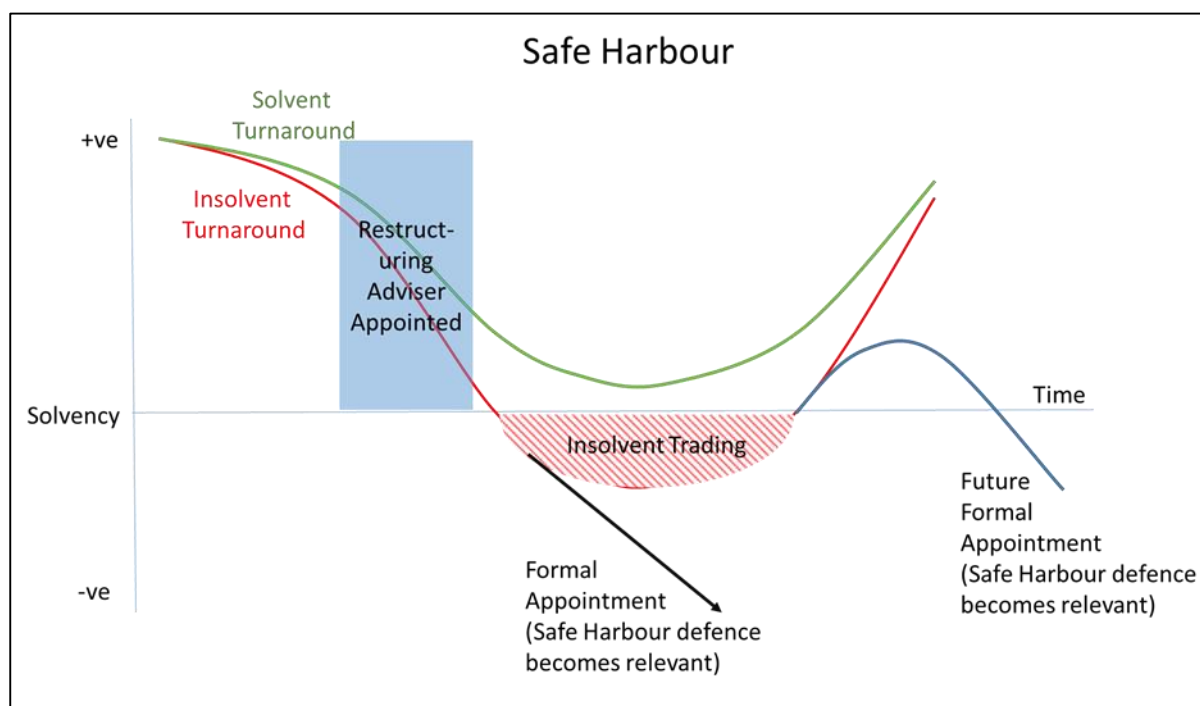 Safe Harbour
Solvent
Turnaround
+ve
Insolvent
Turnaround
Restruct-
uring
Adviser
Appointed
Time
Solvency
Insolvent Trading
Future
Formal
Appointment
(Safe Harbour defence
becomes relevant)
Formal
Appointment
(Safe Harbour defence
becomes relevant)
-ve